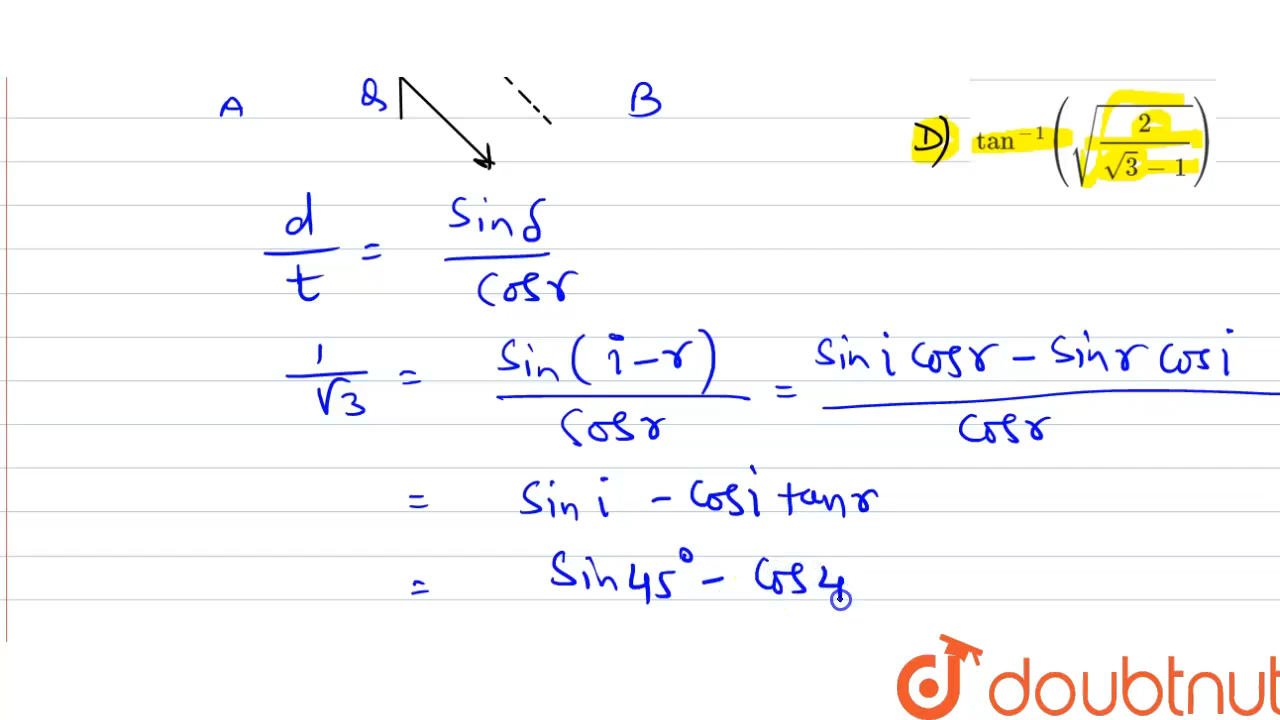 A Q B
D) tan⁻¹(√(2/(√3 − 1)))
d/t = sin δ / cos r
1/√3 = sin(i − r) / cos r = sin i cos r − sin r cos i / cos r
= sin i − cos i tan r
= sin 45° − cos 4
doubtnut